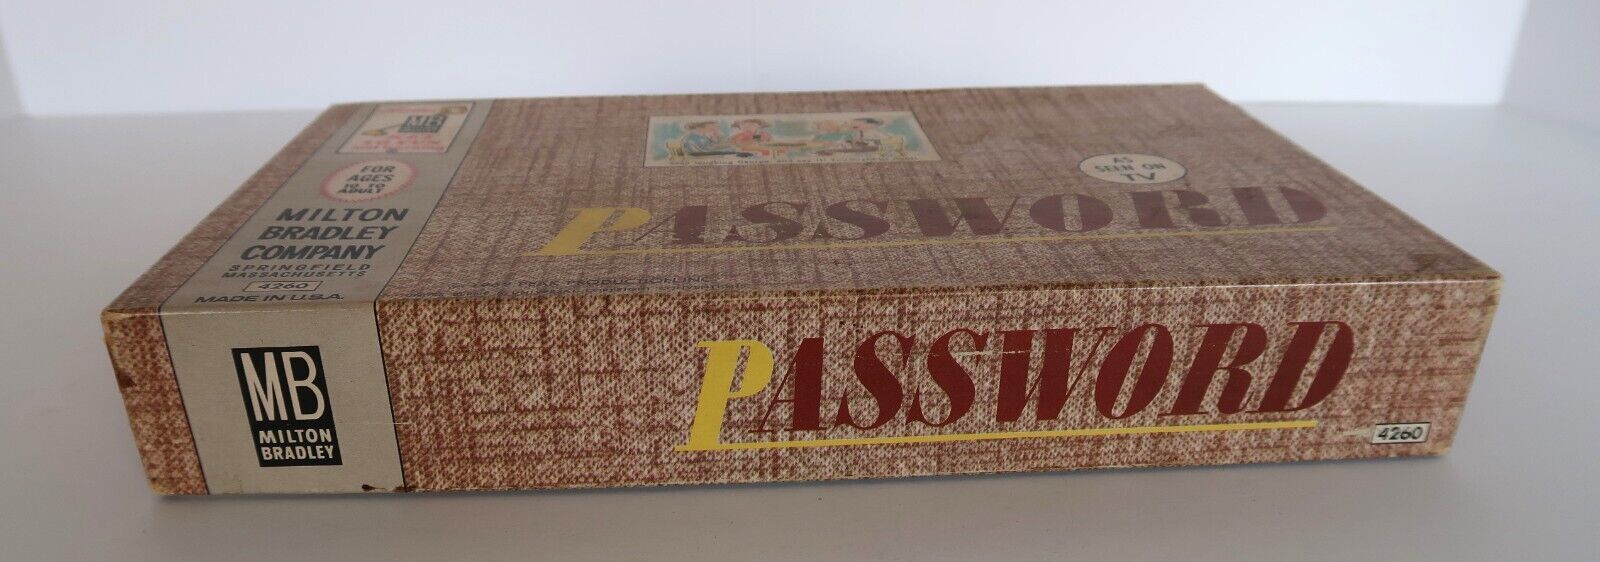 MB
FOR
AGES
10 TO
ADULT
MILTON
BRADLEY
COMPANY
SPRINGFIELD
MASSACHUSETTS
4260
MADE IN U.S.A.
AS
SEEN ON
TV
PASSWORD
MB
MILTON
BRADLEY
PASSWORD
4260